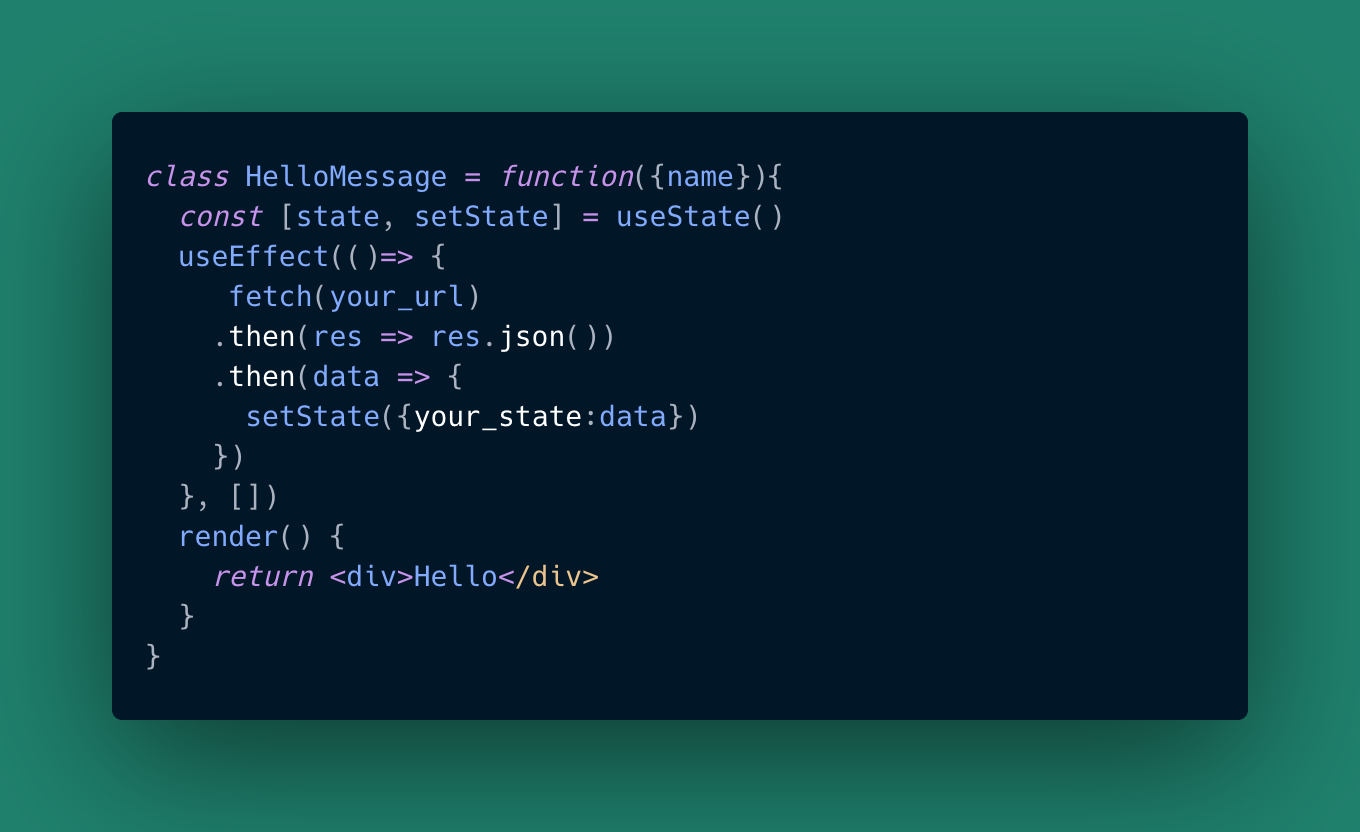 class HelloMessage = function({name}){
  const [state, setState] = useState()
  useEffect(()=> {
     fetch(your_url)
    .then(res => res.json())
    .then(data => {
      setState({your_state:data})
    })
  }, [])
  render() {
    return <div>Hello</div>
  }
}